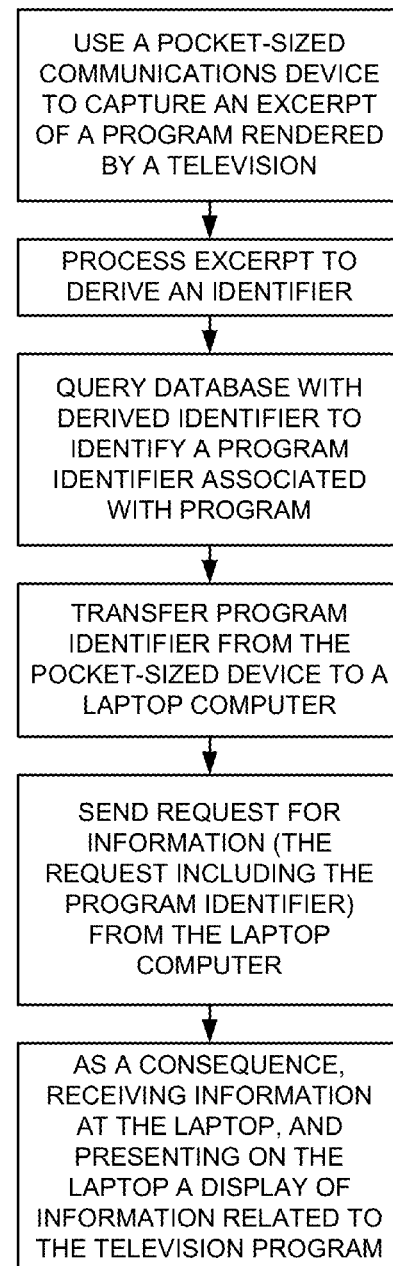 USE A POCKET-SIZED
COMMUNICATIONS DEVICE
TO CAPTURE AN EXCERPT
OF A PROGRAM RENDERED
BY A TELEVISION
PROCESS EXCERPT TO
DERIVE AN IDENTIFIER
QUERY DATABASE WITH
DERIVED IDENTIFIER TO
IDENTIFY A PROGRAM
IDENTIFIER ASSOCIATED
WITH PROGRAM
TRANSFER PROGRAM
IDENTIFIER FROM THE
POCKET-SIZED DEVICE TO A
LAPTOP COMPUTER
SEND REQUEST FOR
INFORMATION (THE
REQUEST INCLUDING THE
PROGRAM IDENTIFIER)
FROM THE LAPTOP
COMPUTER
AS A CONSEQUENCE,
RECEIVING INFORMATION
AT THE LAPTOP, AND
PRESENTING ON THE
LAPTOP A DISPLAY OF
INFORMATION RELATED TO
THE TELEVISION PROGRAM